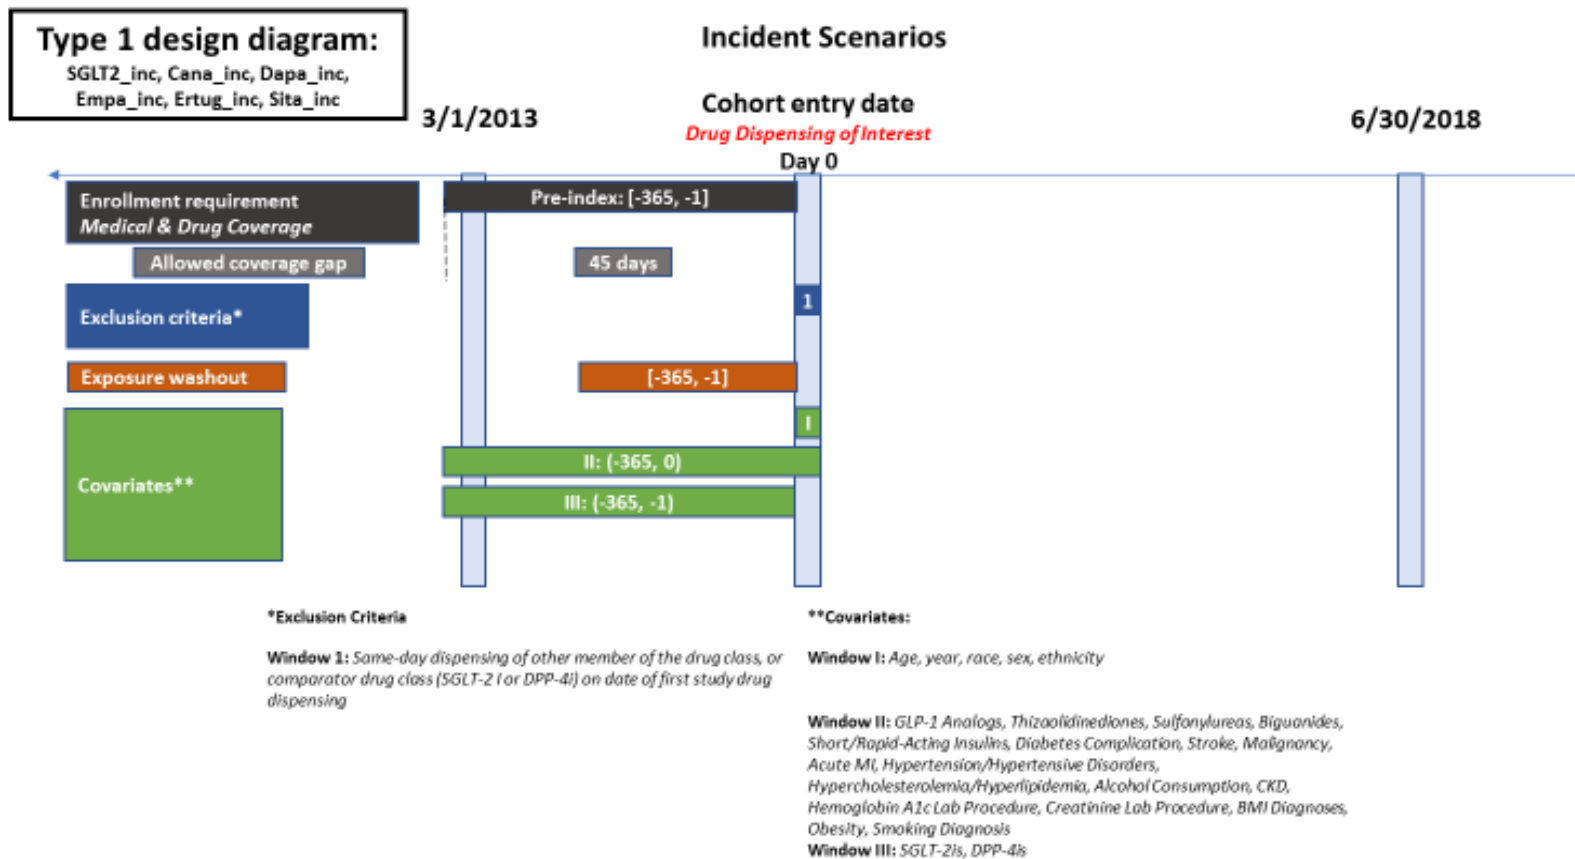 Type 1 design diagram:
SGLT2_inc, Cana_inc, Dapa_inc,
Empa_inc, Ertug_inc, Sita_inc
Incident Scenarios
3/1/2013
Cohort entry date
Drug Dispensing of Interest
Day 0
6/30/2018
Enrollment requirement
Medical & Drug Coverage
Pre-index: [-365, -1]
Allowed coverage gap
45 days
Exclusion criteria*
1
Exposure washout
[-365, -1]
Covariates**
I
II: (-365, 0)
III: (-365, -1)
*Exclusion Criteria
Window 1: Same-day dispensing of other member of the drug class, or
comparator drug class (SGLT-2 I or DPP-4i) on date of first study drug
dispensing
**Covariates:
Window I: Age, year, race, sex, ethnicity
Window II: GLP-1 Analogs, Thizaolidinediones, Sulfonylureas, Biguanides,
Short/Rapid-Acting Insulins, Diabetes Complication, Stroke, Malignancy,
Acute MI, Hypertension/Hypertensive Disorders,
Hypercholesterolemia/Hyperlipidemia, Alcohol Consumption, CKD,
Hemoglobin A1c Lab Procedure, Creatinine Lab Procedure, BMI Diagnoses,
Obesity, Smoking Diagnosis
Window III: SGLT-2is, DPP-4is